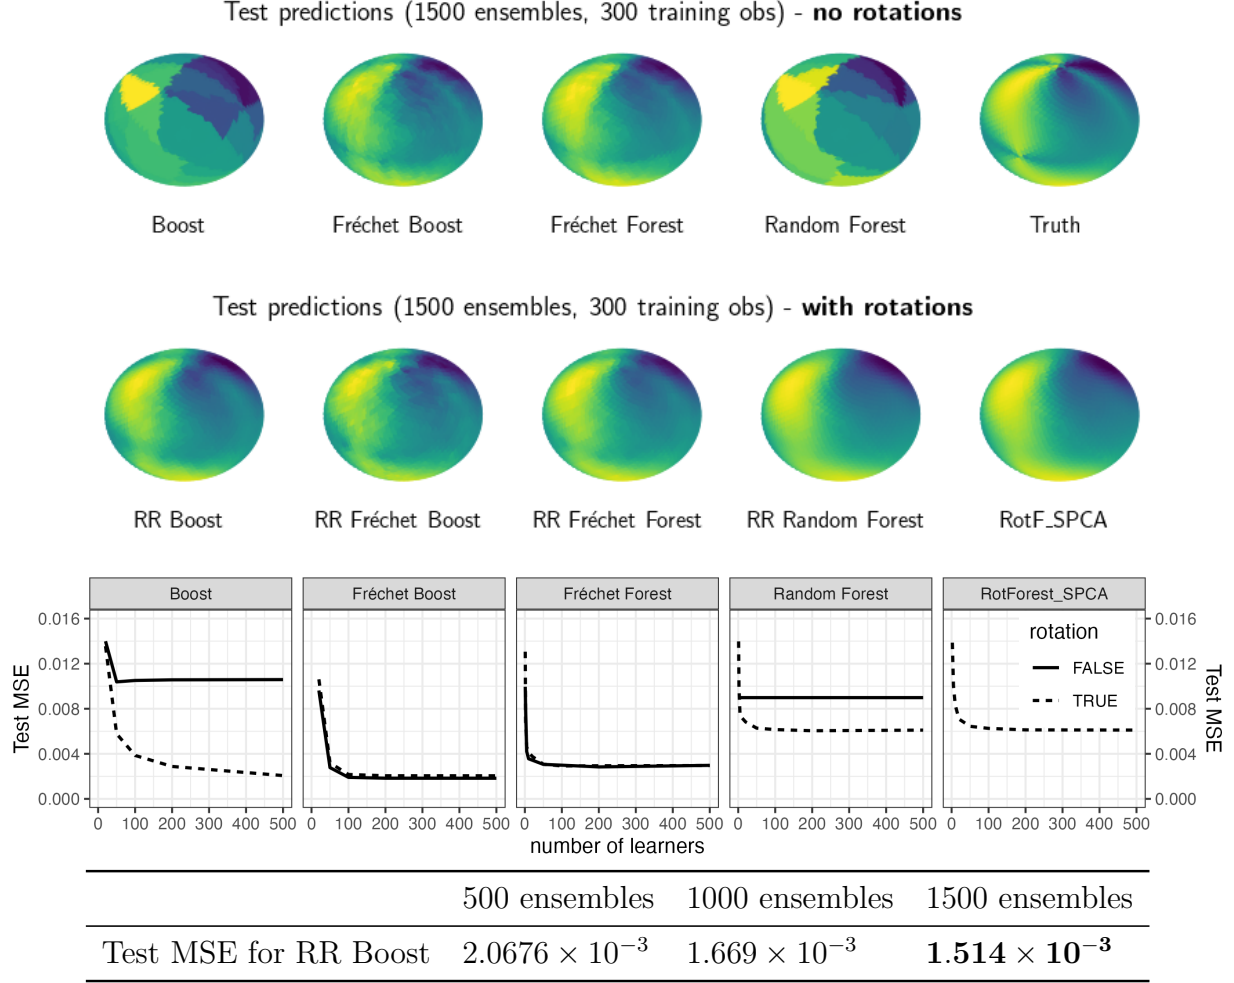 Test predictions (1500 ensembles, 300 training obs) - no rotations
Boost Fréchet Boost Fréchet Forest Random Forest Truth
Test predictions (1500 ensembles, 300 training obs) - with rotations
RR Boost RR Fréchet Boost RR Fréchet Forest RR Random Forest RotF_SPCA
Boost Fréchet Boost Fréchet Forest Random Forest RotForest_SPCA
Test MSE
0.016
0.012
0.008
0.004
0.000
rotation
FALSE
TRUE
0.016
0.012
0.008
0.004
0.000
Test MSE
0 100 200 300 400 500 0 100 200 300 400 500 0 100 200 300 400 500 0 100 200 300 400 500 0 100 200 300 400 500
number of learners
500 ensembles 1000 ensembles 1500 ensembles
Test MSE for RR Boost 2.0676 × 10⁻³ 1.669 × 10⁻³ 1.514 × 10⁻³